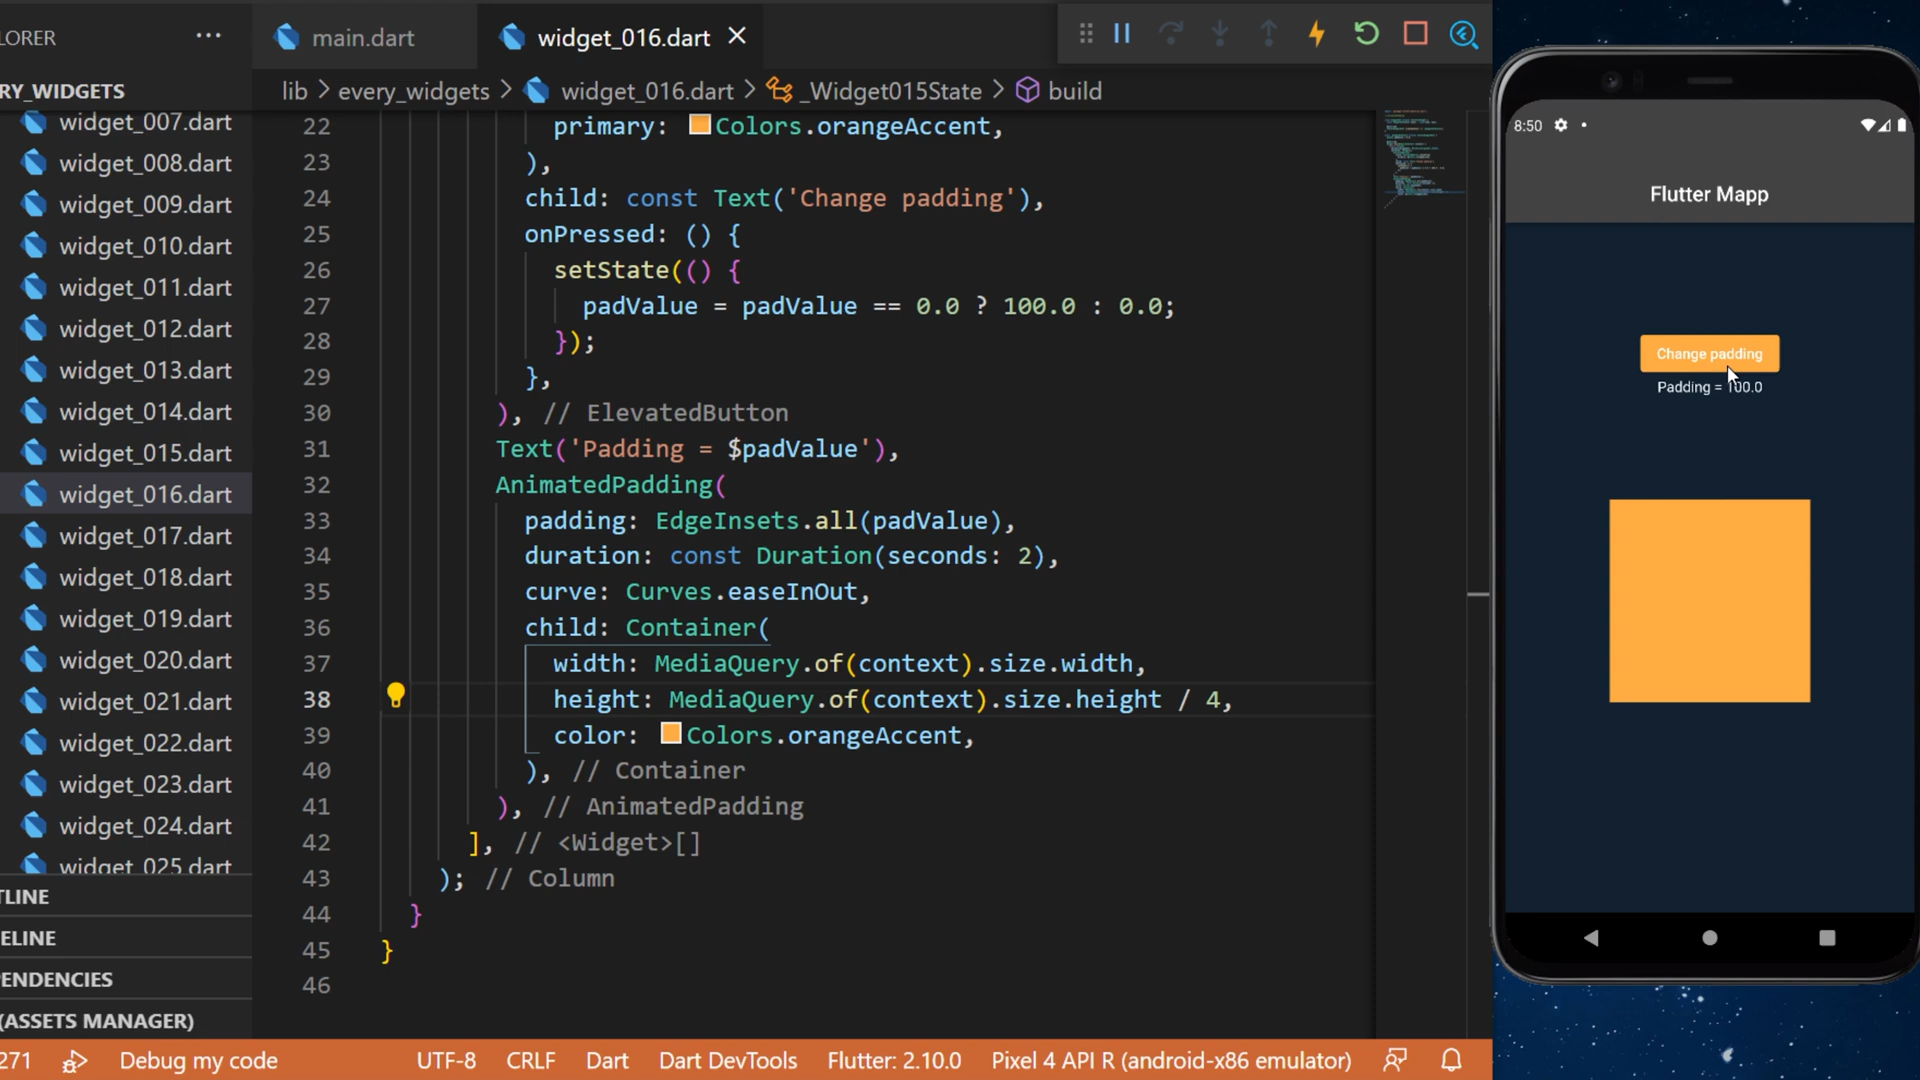 LORER
···
main.dart
widget_016.dart
RY_WIDGETS
lib > every_widgets > widget_016.dart > _Widget015State > build
widget_007.dart
widget_008.dart
widget_009.dart
widget_010.dart
widget_011.dart
widget_012.dart
widget_013.dart
widget_014.dart
widget_015.dart
widget_016.dart
widget_017.dart
widget_018.dart
widget_019.dart
widget_020.dart
widget_021.dart
widget_022.dart
widget_023.dart
widget_024.dart
widget_025.dart
TLINE
ELINE
PENDENCIES
(ASSETS MANAGER)
22 primary: Colors.orangeAccent,
23 ),
24 child: const Text('Change padding'),
25 onPressed: () {
26 setState(() {
27 padValue = padValue == 0.0 ? 100.0 : 0.0;
28 });
29 },
30 ), // ElevatedButton
31 Text('Padding = $padValue'),
32 AnimatedPadding(
33 padding: EdgeInsets.all(padValue),
34 duration: const Duration(seconds: 2),
35 curve: Curves.easeInOut,
36 child: Container(
37 width: MediaQuery.of(context).size.width,
38 height: MediaQuery.of(context).size.height / 4,
39 color: Colors.orangeAccent,
40 ), // Container
41 ), // AnimatedPadding
42 ], // <Widget>[]
43 ); // Column
44 }
45 }
46
8:50
Flutter Mapp
Change padding
Padding = 100.0
271 Debug my code UTF-8 CRLF Dart Dart DevTools Flutter: 2.10.0 Pixel 4 API R (android-x86 emulator)